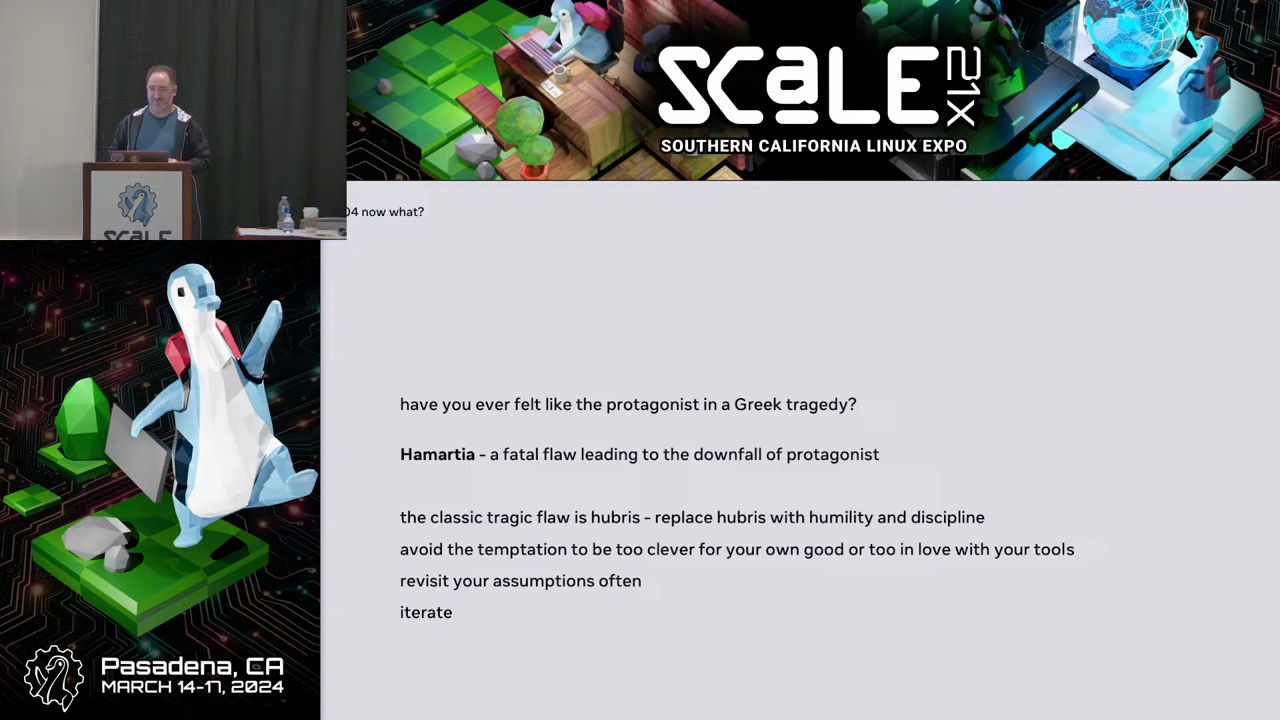 SCaLE 21X
SOUTHERN CALIFORNIA LINUX EXPO
04 now what?
SCALE
have you ever felt like the protagonist in a Greek tragedy?
Hamartia - a fatal flaw leading to the downfall of protagonist
the classic tragic flaw is hubris - replace hubris with humility and discipline
avoid the temptation to be too clever for your own good or too in love with your tools
revisit your assumptions often
iterate
Pasadena, CA
MARCH 14-17, 2024